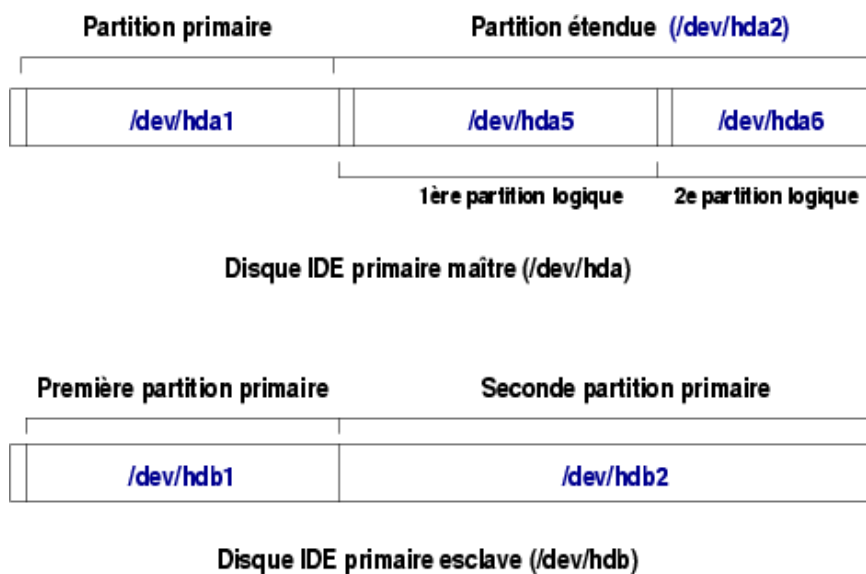 Partition primaire
Partition étendue (/dev/hda2)
/dev/hda1
/dev/hda5
/dev/hda6
1ère partition logique
2e partition logique
Disque IDE primaire maître (/dev/hda)
Première partition primaire
Seconde partition primaire
/dev/hdb1
/dev/hdb2
Disque IDE primaire esclave (/dev/hdb)